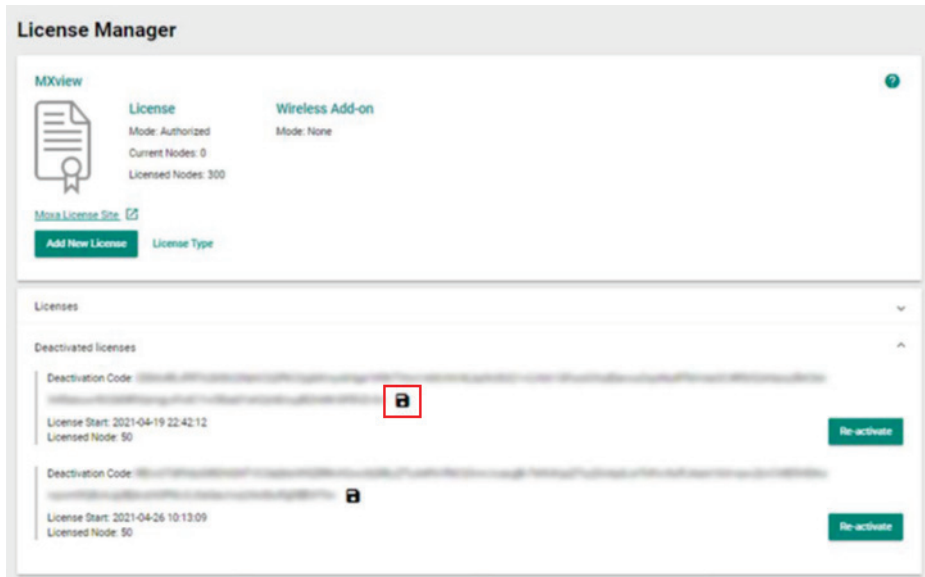 License Manager
MXview
License
Mode: Authorized
Current Nodes: 0
Licensed Nodes: 300
Wireless Add-on
Mode: None
Moxa License Site
Add New License
License Type
Licenses
Deactivated licenses
Deactivation Code:
License Start: 2021-04-19 22:42:12
Licensed Node: 50
Re-activate
Deactivation Code:
License Start: 2021-04-26 10:13:09
Licensed Node: 50
Re-activate